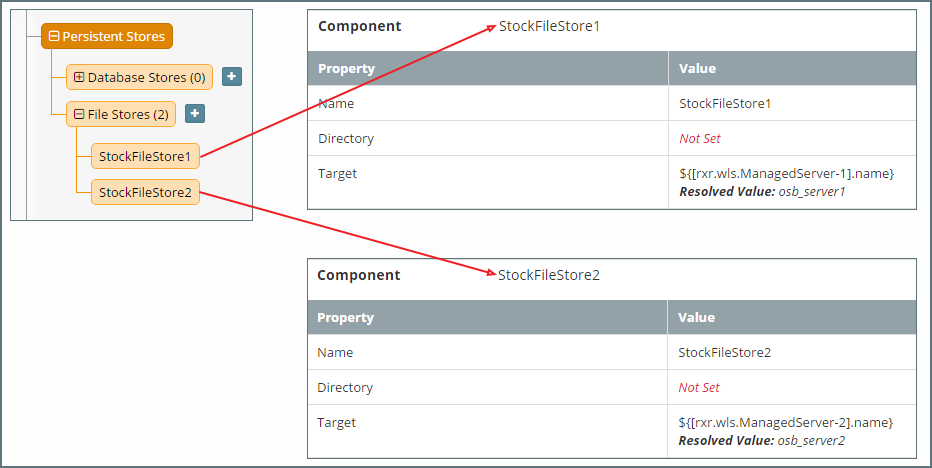 Persistent Stores
Database Stores (0)
File Stores (2)
StockFileStore1
StockFileStore2
Component StockFileStore1
Property Value
Name StockFileStore1
Directory Not Set
Target ${[rxr.wls.ManagedServer-1].name}
Resolved Value: osb_server1
Component StockFileStore2
Property Value
Name StockFileStore2
Directory Not Set
Target ${[rxr.wls.ManagedServer-2].name}
Resolved Value: osb_server2